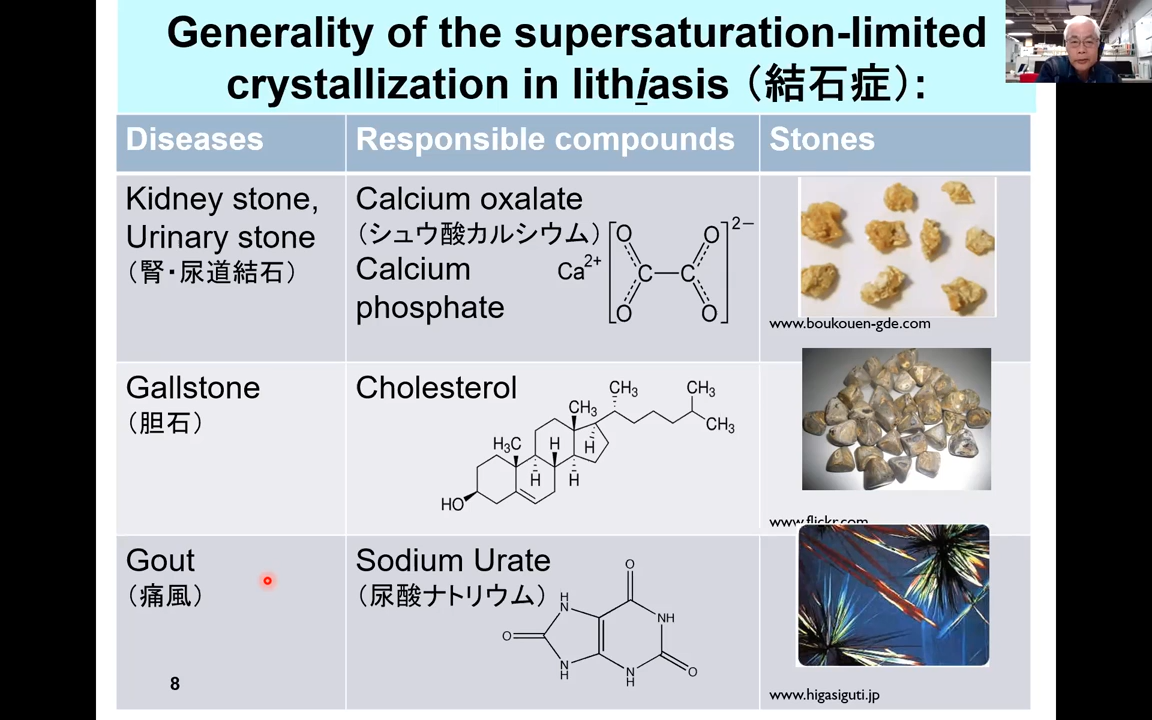 Generality of the supersaturation-limited
crystallization in lithiasis（結石症）:
Diseases
Responsible compounds
Stones
Kidney stone,
Urinary stone
（腎・尿道結石）
Calcium oxalate
（シュウ酸カルシウム）
Calcium
phosphate
Ca2+
O
O
2−
C
C
O
O
www.boukouen-gde.com
Gallstone
（胆石）
Cholesterol
CH3
CH3
CH3
CH3
H3C
H
H
H
H
HO
www.flickr.com
Gout
（痛風）
Sodium Urate
（尿酸ナトリウム）
O
H
N
NH
O
N
H
N
H
O
www.higasiguti.jp
8